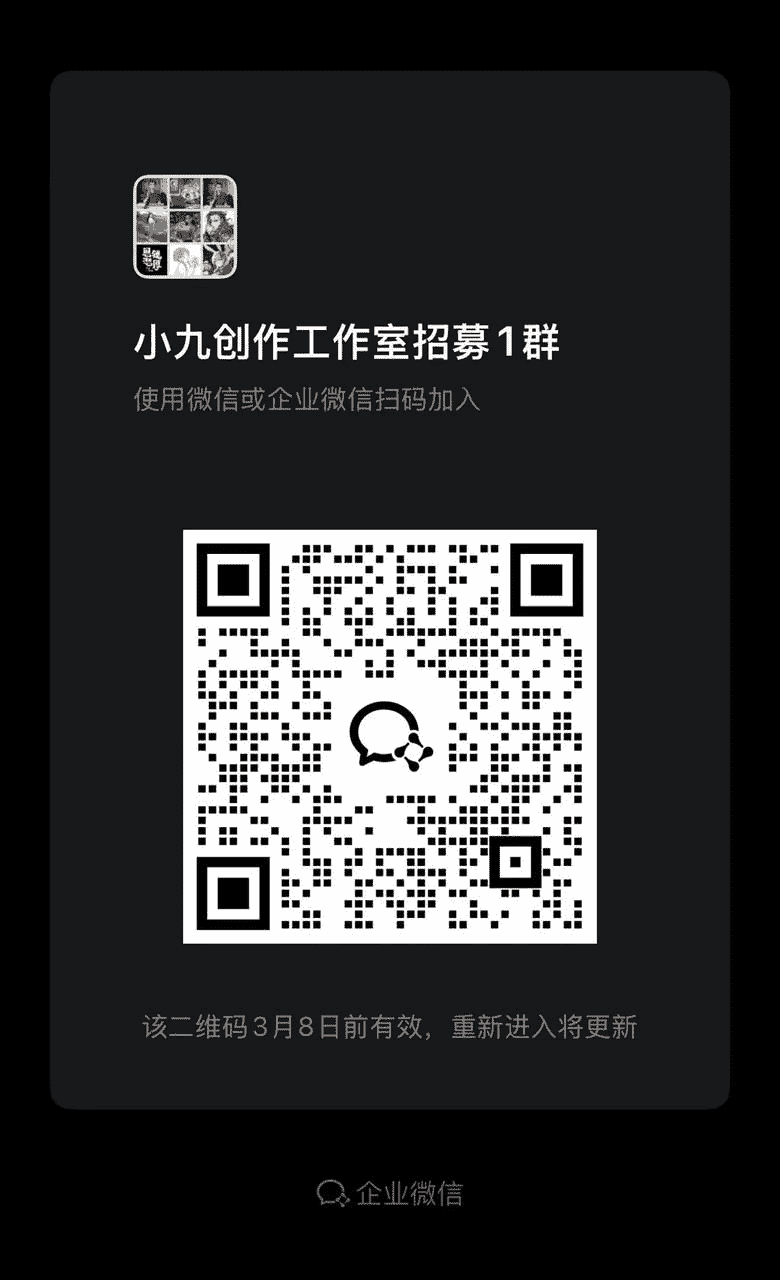 小九创作工作室招募1群
使用微信或企业微信扫码加入
该二维码3月8日前有效，重新进入将更新
企业微信